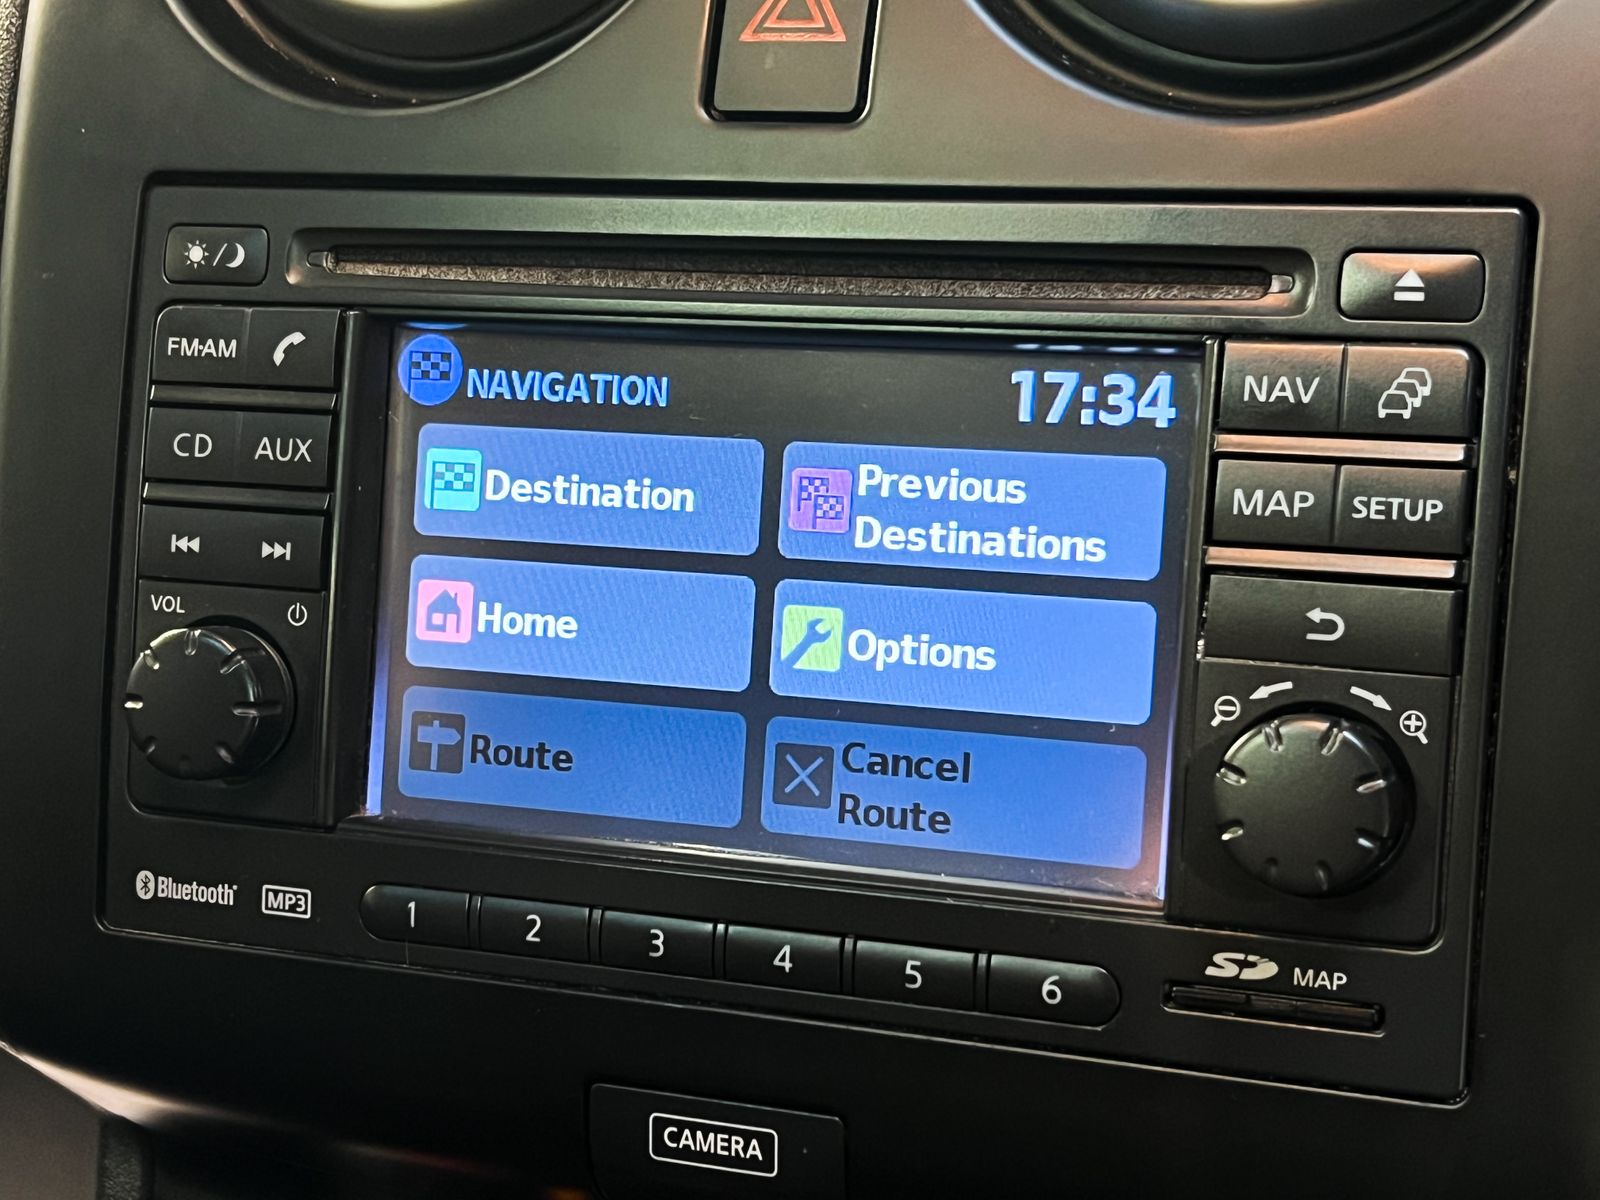 FM·AM
CD AUX
VOL
NAVIGATION 17:34
Destination
Previous
Destinations
Home
Options
Route
Cancel
Route
NAV
MAP SETUP
Bluetooth MP3
1 2 3 4 5 6
SD MAP
CAMERA